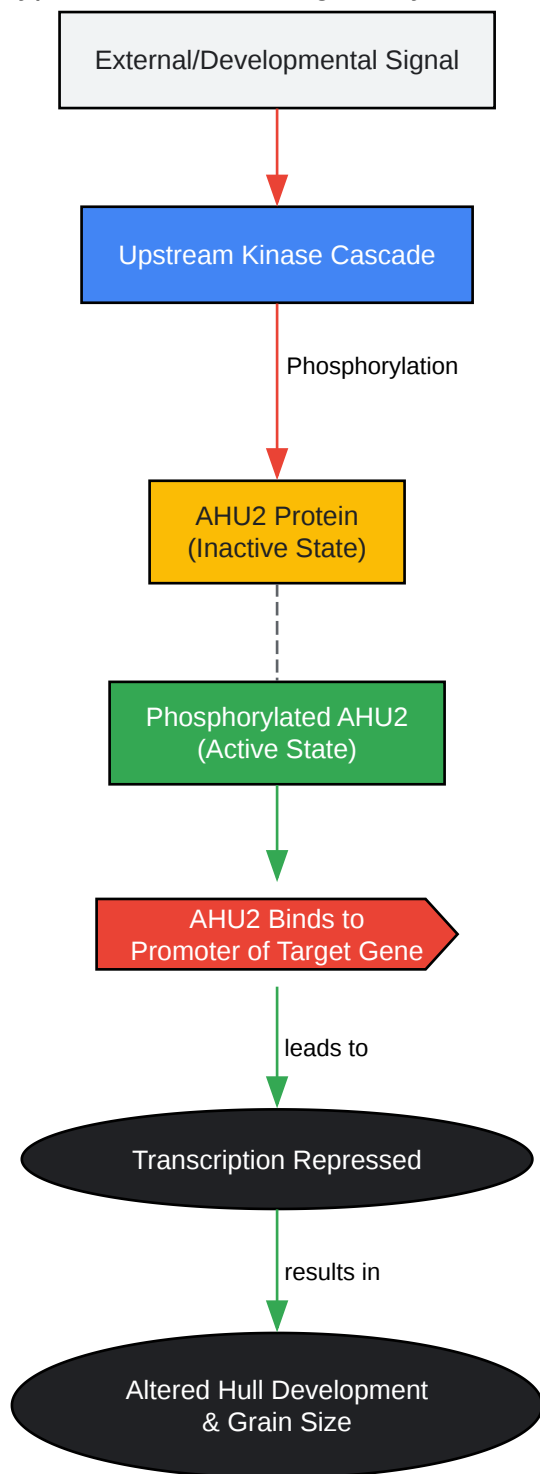 External/Developmental Signal
Upstream Kinase Cascade
Phosphorylation
AHU2 Protein
(Inactive State)
Phosphorylated AHU2
(Active State)
AHU2 Binds to
Promoter of Target Gene
leads to
Transcription Repressed
results in
Altered Hull Development
& Grain Size